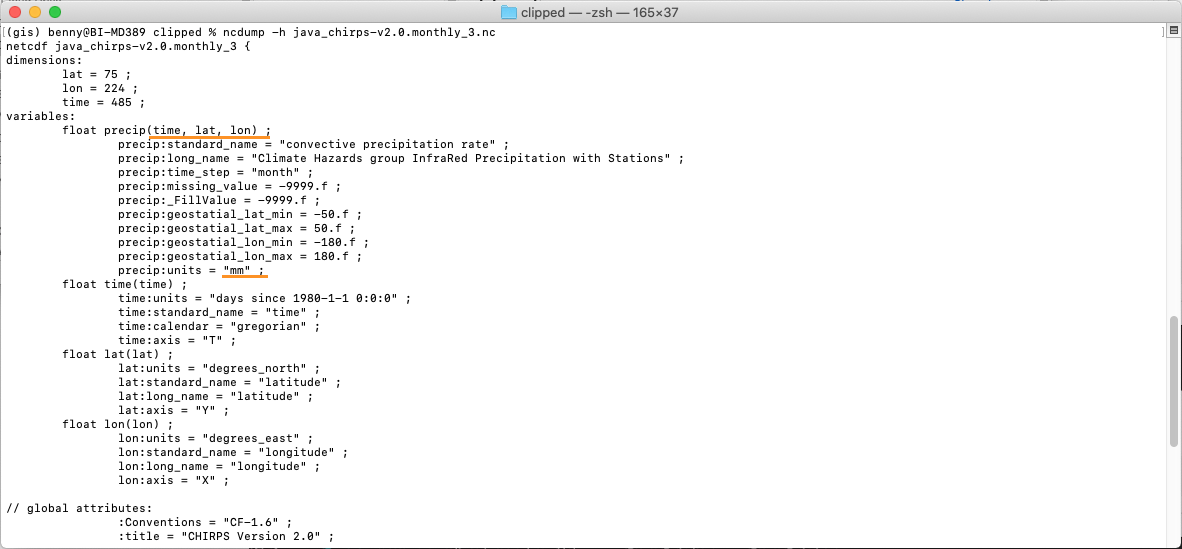 clipped — -zsh — 165×37
[(gis) benny@BI-MD389 clipped % ncdump -h java_chirps-v2.0.monthly_3.nc ]
netcdf java_chirps-v2.0.monthly_3 {
dimensions:
        lat = 75 ;
        lon = 224 ;
        time = 485 ;
variables:
        float precip(time, lat, lon) ;
                precip:standard_name = "convective precipitation rate" ;
                precip:long_name = "Climate Hazards group InfraRed Precipitation with Stations" ;
                precip:time_step = "month" ;
                precip:missing_value = -9999.f ;
                precip:_FillValue = -9999.f ;
                precip:geostatial_lat_min = -50.f ;
                precip:geostatial_lat_max = 50.f ;
                precip:geostatial_lon_min = -180.f ;
                precip:geostatial_lon_max = 180.f ;
                precip:units = "mm" ;
        float time(time) ;
                time:units = "days since 1980-1-1 0:0:0" ;
                time:standard_name = "time" ;
                time:calendar = "gregorian" ;
                time:axis = "T" ;
        float lat(lat) ;
                lat:units = "degrees_north" ;
                lat:standard_name = "latitude" ;
                lat:long_name = "latitude" ;
                lat:axis = "Y" ;
        float lon(lon) ;
                lon:units = "degrees_east" ;
                lon:standard_name = "longitude" ;
                lon:long_name = "longitude" ;
                lon:axis = "X" ;
// global attributes:
                :Conventions = "CF-1.6" ;
                :title = "CHIRPS Version 2.0" ;